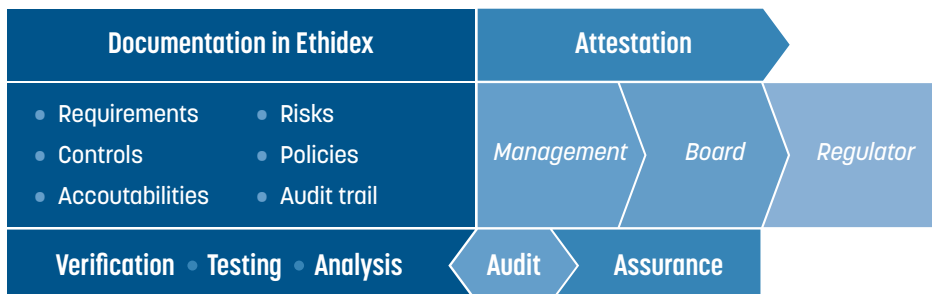 Documentation in Ethidex
Attestation
Requirements
Controls
Accoutabilities
Risks
Policies
Audit trail
Management
Board
Regulator
Verification • Testing • Analysis
Audit
Assurance